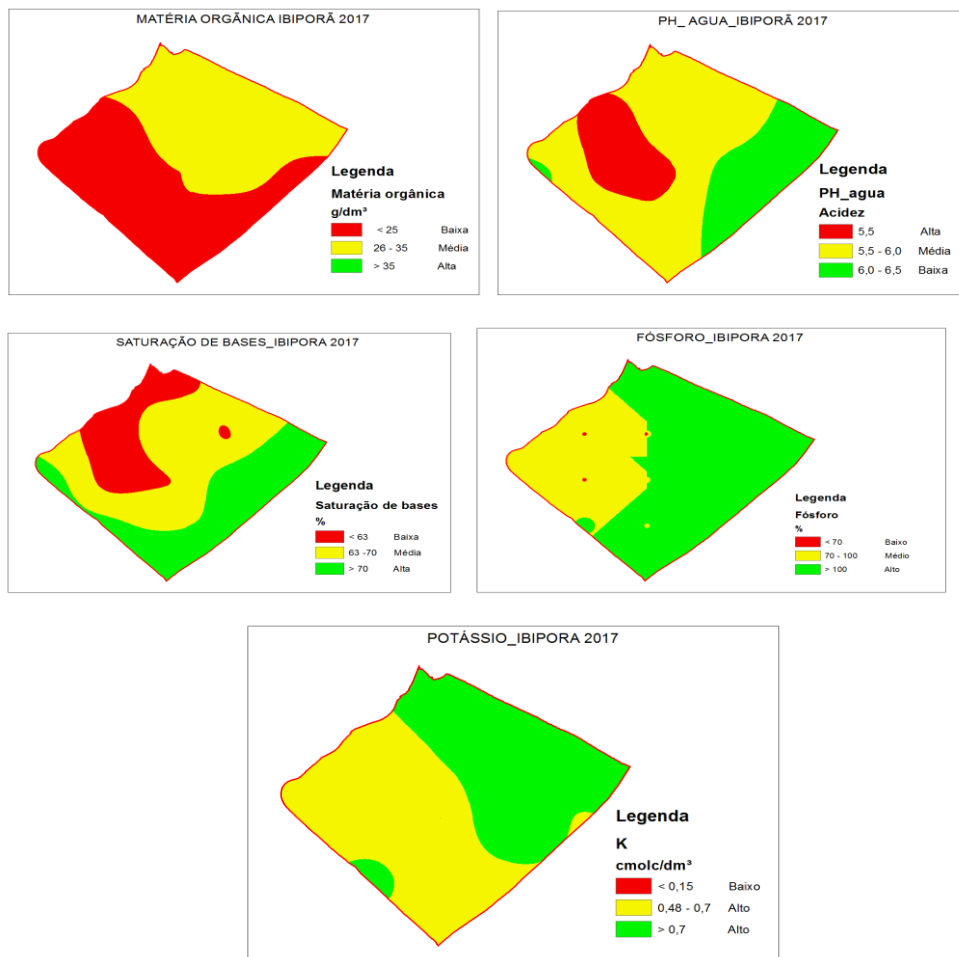 MATÉRIA ORGÃNICA IBIPORÃ 2017
Legenda
Matéria orgânica
g/dm³
< 25 Baixa
26 - 35 Média
> 35 Alta
PH_ AGUA_IBIPORÃ 2017
Legenda
PH_agua
Acidez
5,5 Alta
5,5 - 6,0 Média
6,0 - 6,5 Baixa
SATURAÇÃO DE BASES_IBIPORA 2017
Legenda
Saturação de bases
%
< 63 Baixa
63 -70 Média
> 70 Alta
FÓSFORO_IBIPORA 2017
Legenda
Fósforo
%
<70 Baixo
70 - 100 Médio
> 100 Alto
POTÁSSIO_IBIPORA 2017
Legenda
K
cmolc/dm³
< 0,15 Baixo
0,48 - 0,7 Alto
> 0,7 Alto